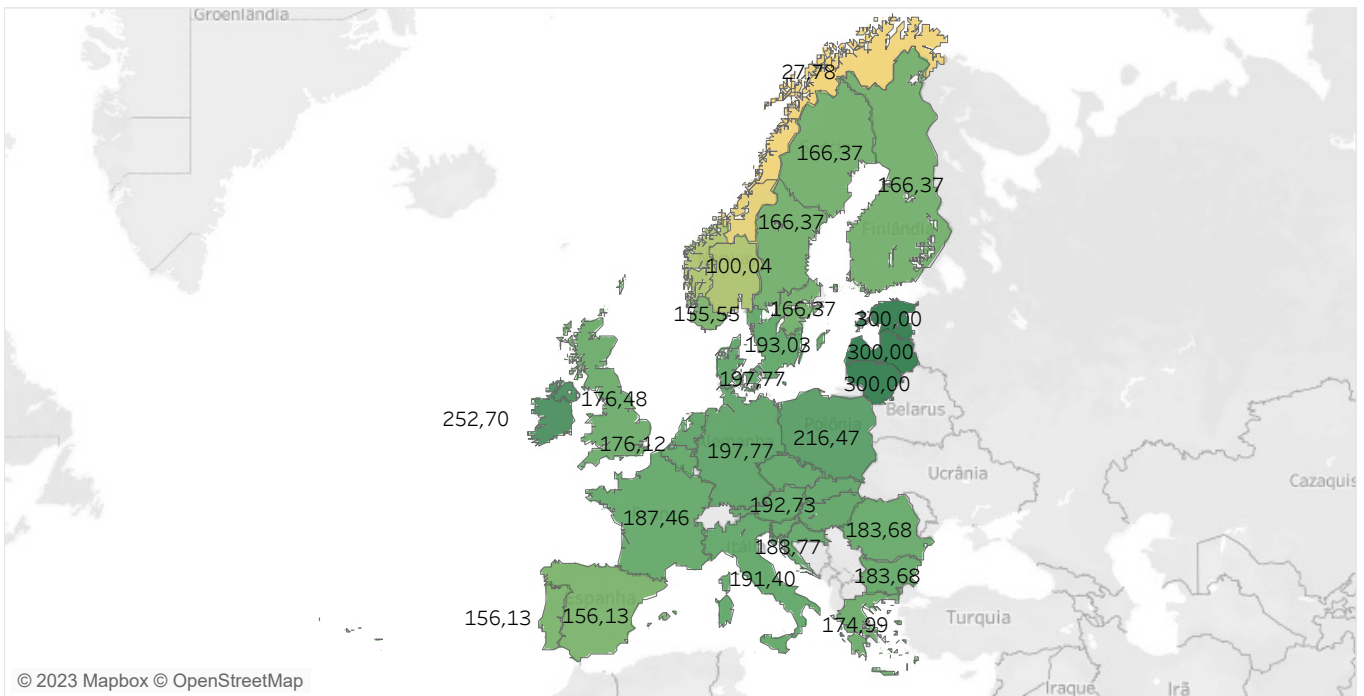 Groenlândia
27,78
166,37
166,37
166,37
Finlândia
100,04
155,55
166,37
193,03
300,00
300,00
300,00
197,77
Belarus
176,48
252,70
176,12
Polônia
216,47
197,77
Ucrânia
Cazaquis
192,73
187,46
183,68
188,77
Itália
191,40
183,68
156,13
Espanha
156,13
Turquia
174,99
Iraque
Irã
© 2023 Mapbox © OpenStreetMap